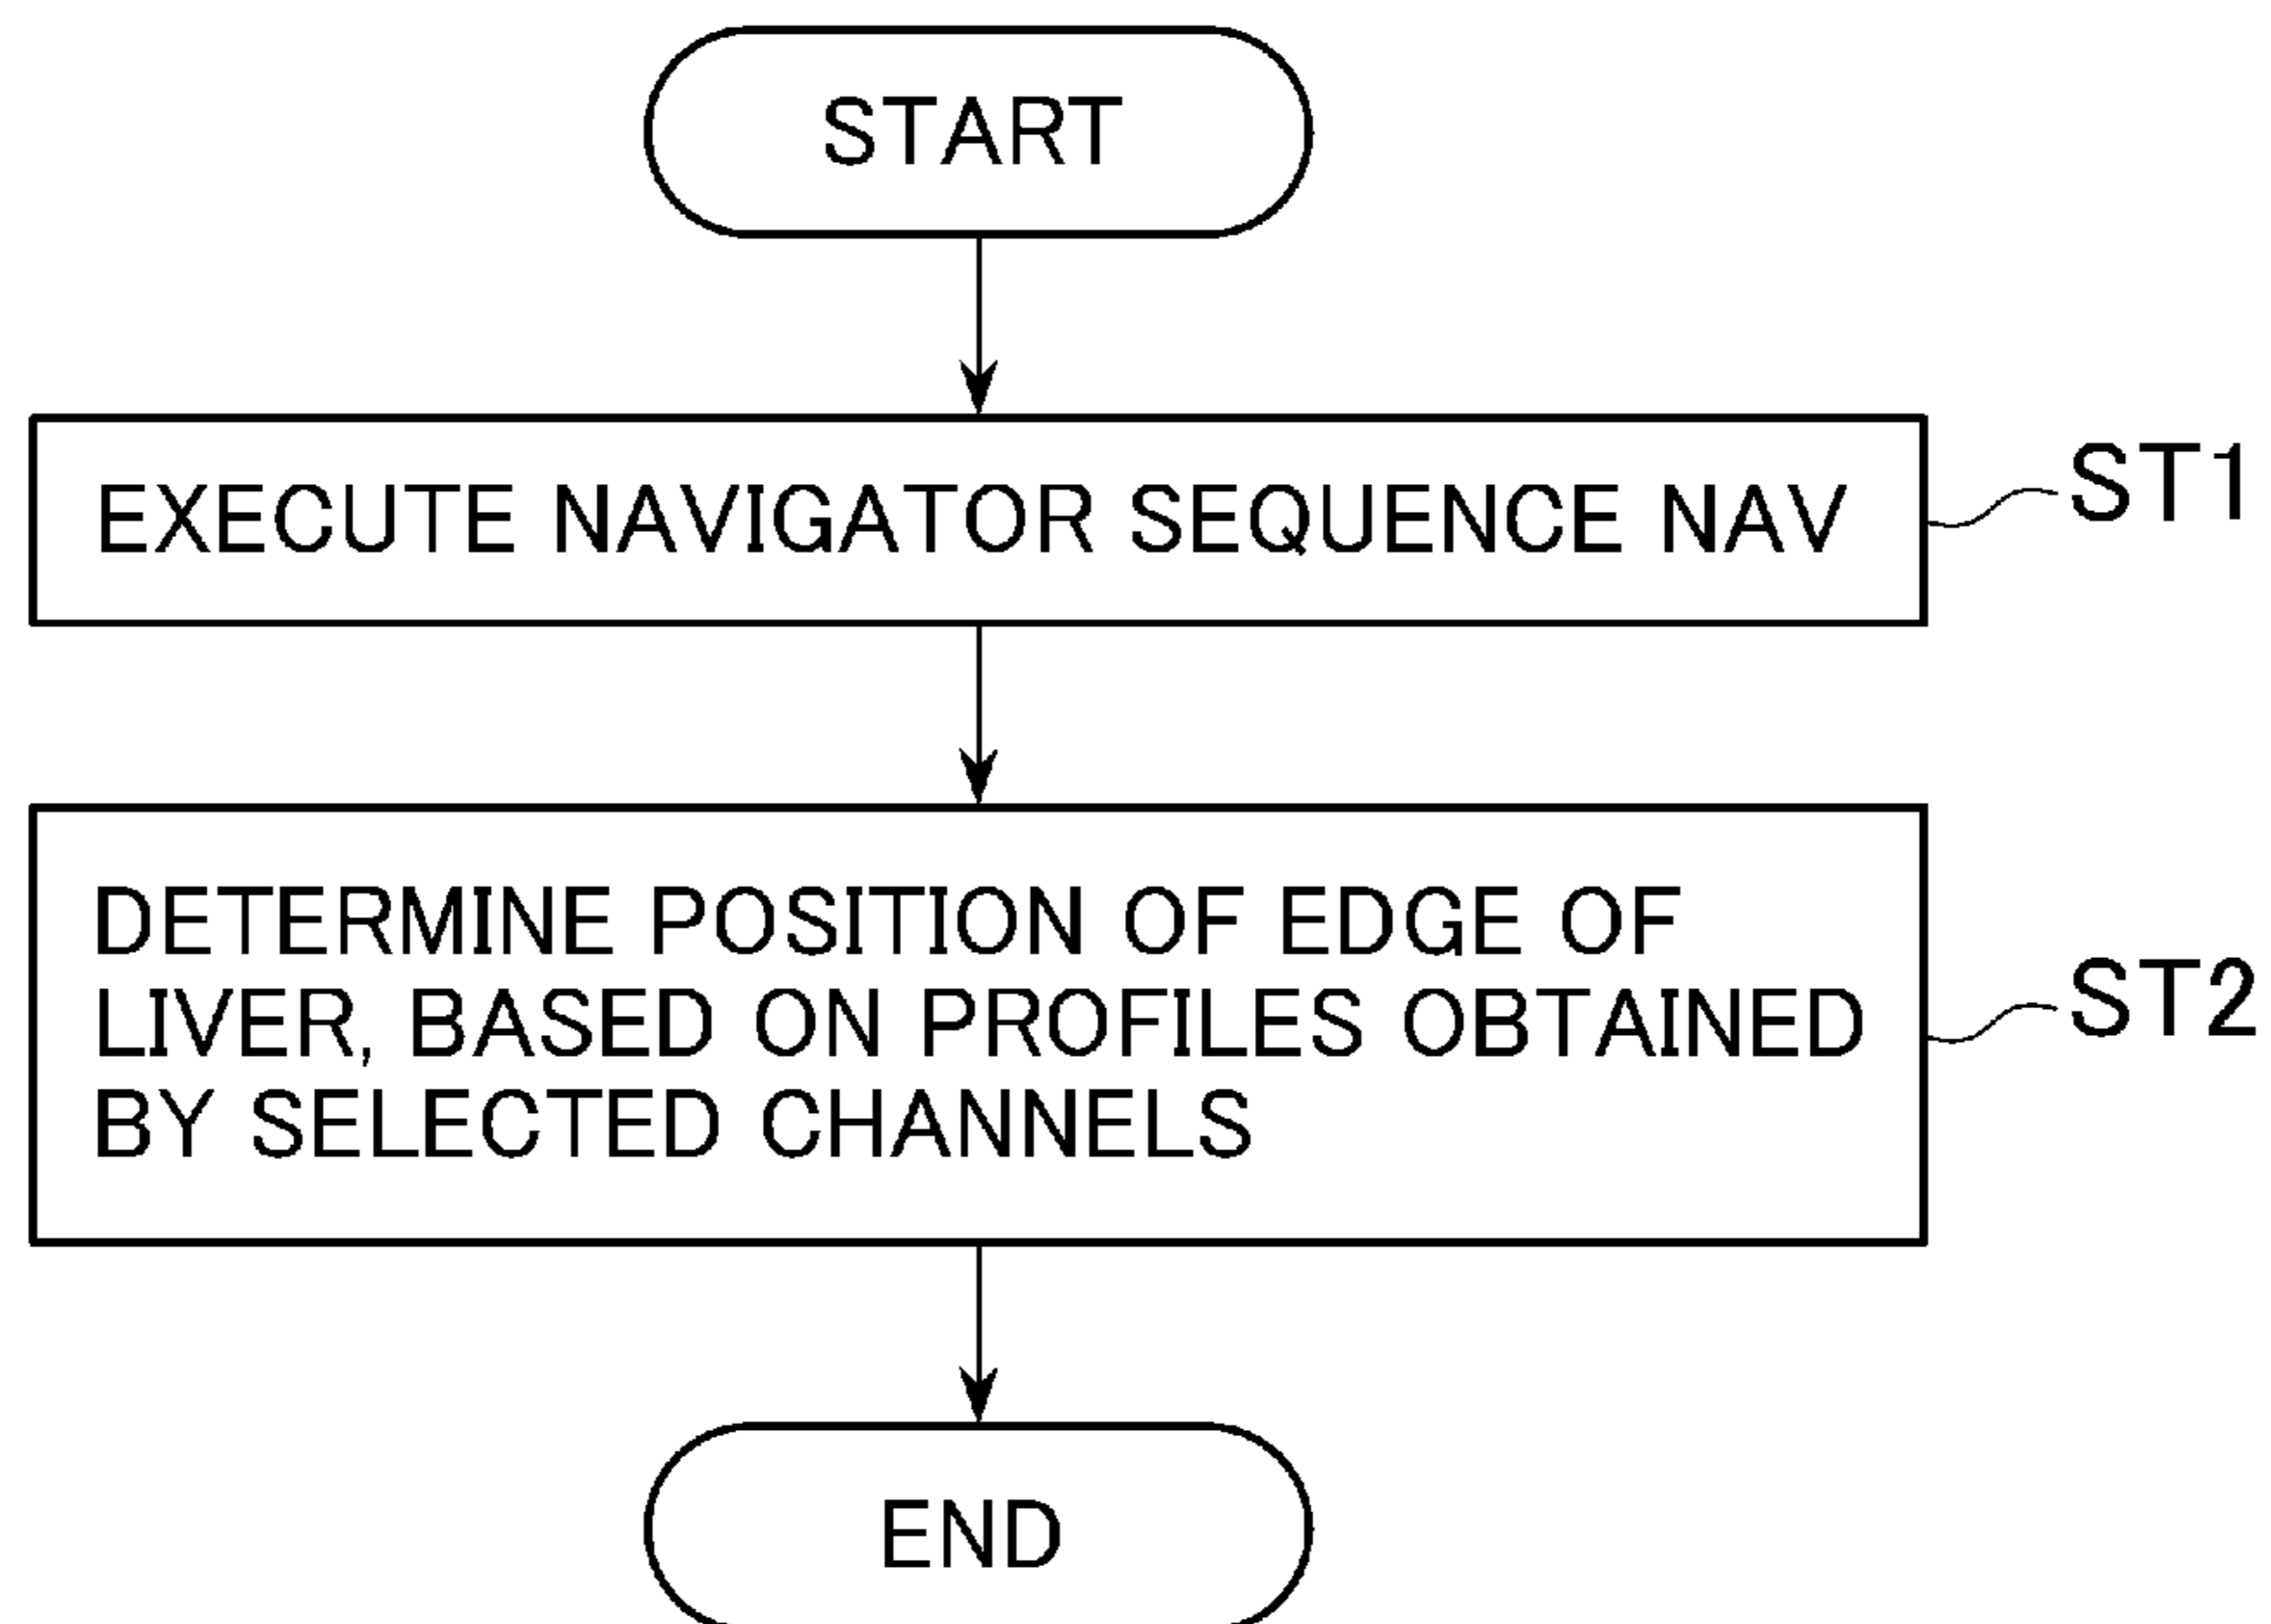 START
EXECUTE NAVIGATOR SEQUENCE NAV
ST1
DETERMINE POSITION OF EDGE OF
LIVER, BASED ON PROFILES OBTAINED
BY SELECTED CHANNELS
ST2
END